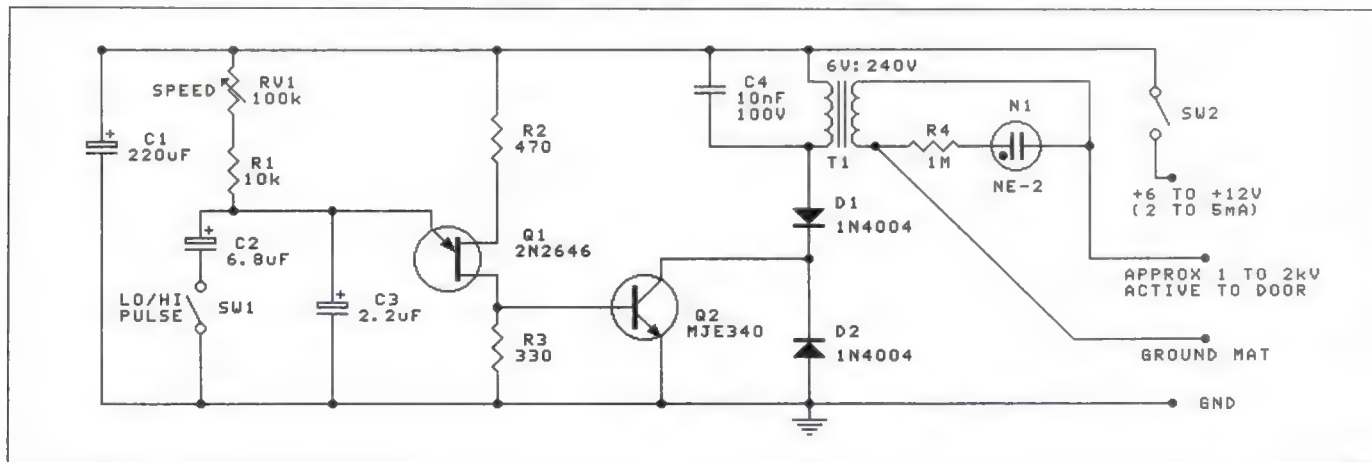 SPEED
RV1
100k
C1
220uF
+
R1
10k
+
C2
6.8uF
LO/HI
PULSE
SW1
+
C3
2.2uF
R2
470
Q1
2N2646
R3
330
Q2
MJE340
C4
10nF
100V
6V:240V
T1
D1
1N4004
D2
1N4004
R4
1M
N1
NE-2
SW2
+6 TO +12V
(2 TO 5mA)
APPROX 1 TO 2kV
ACTIVE TO DOOR
GROUND MAT
GND